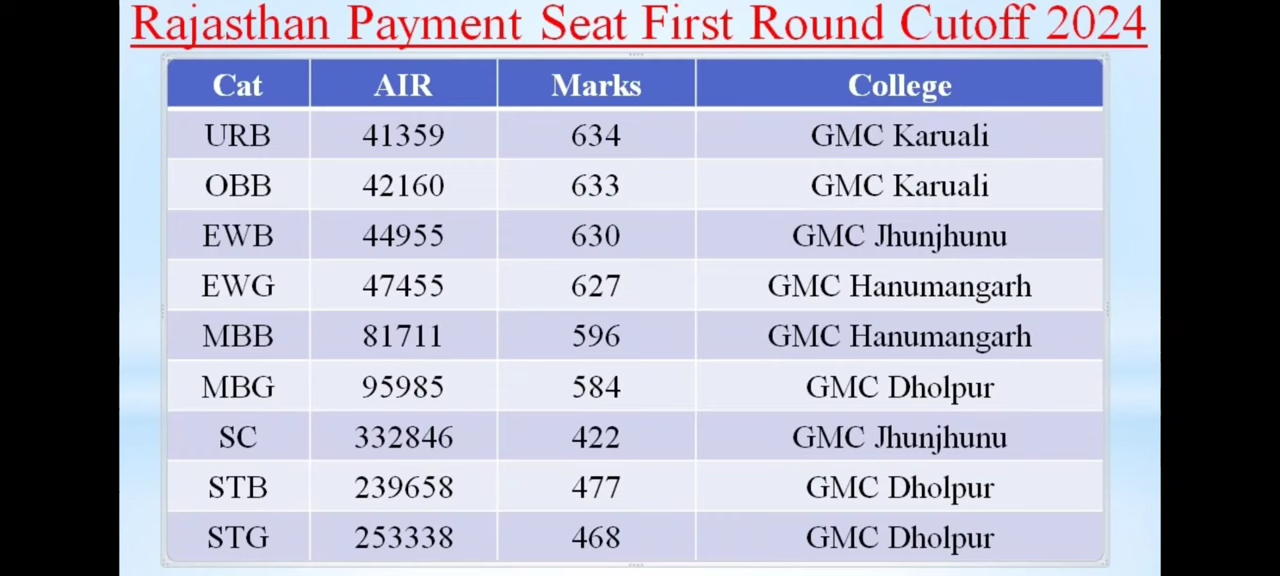 Rajasthan Payment Seat First Round Cutoff 2024
Cat AIR Marks College
URB 41359 634 GMC Karuali
OBB 42160 633 GMC Karuali
EWB 44955 630 GMC Jhunjhunu
EWG 47455 627 GMC Hanumangarh
MBB 81711 596 GMC Hanumangarh
MBG 95985 584 GMC Dholpur
SC 332846 422 GMC Jhunjhunu
STB 239658 477 GMC Dholpur
STG 253338 468 GMC Dholpur